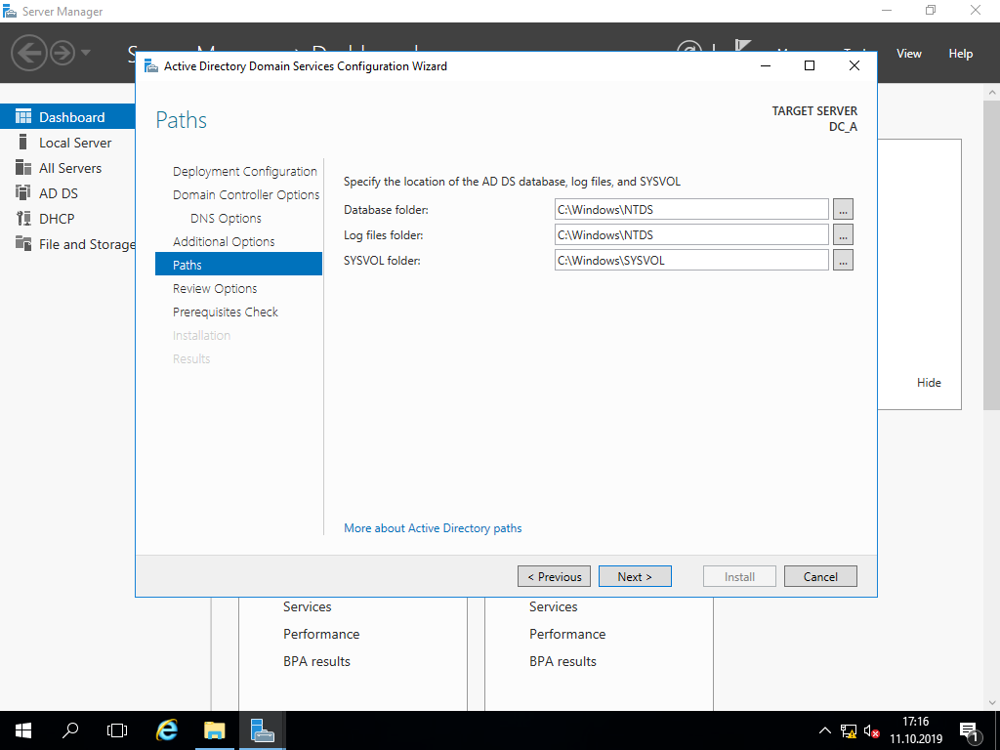 Server Manager
View
Help
Active Directory Domain Services Configuration Wizard
Paths
TARGET SERVER
DC_A
Dashboard
Local Server
All Servers
AD DS
DHCP
File and Storage
Deployment Configuration
Domain Controller Options
DNS Options
Additional Options
Paths
Review Options
Prerequisites Check
Installation
Results
Specify the location of the AD DS database, log files, and SYSVOL
Database folder: C:\Windows\NTDS ...
Log files folder: C:\Windows\NTDS ...
SYSVOL folder: C:\Windows\SYSVOL ...
Hide
More about Active Directory paths
< Previous Next > Install Cancel
Services Services
Performance Performance
BPA results BPA results
17:16
11.10.2019
1